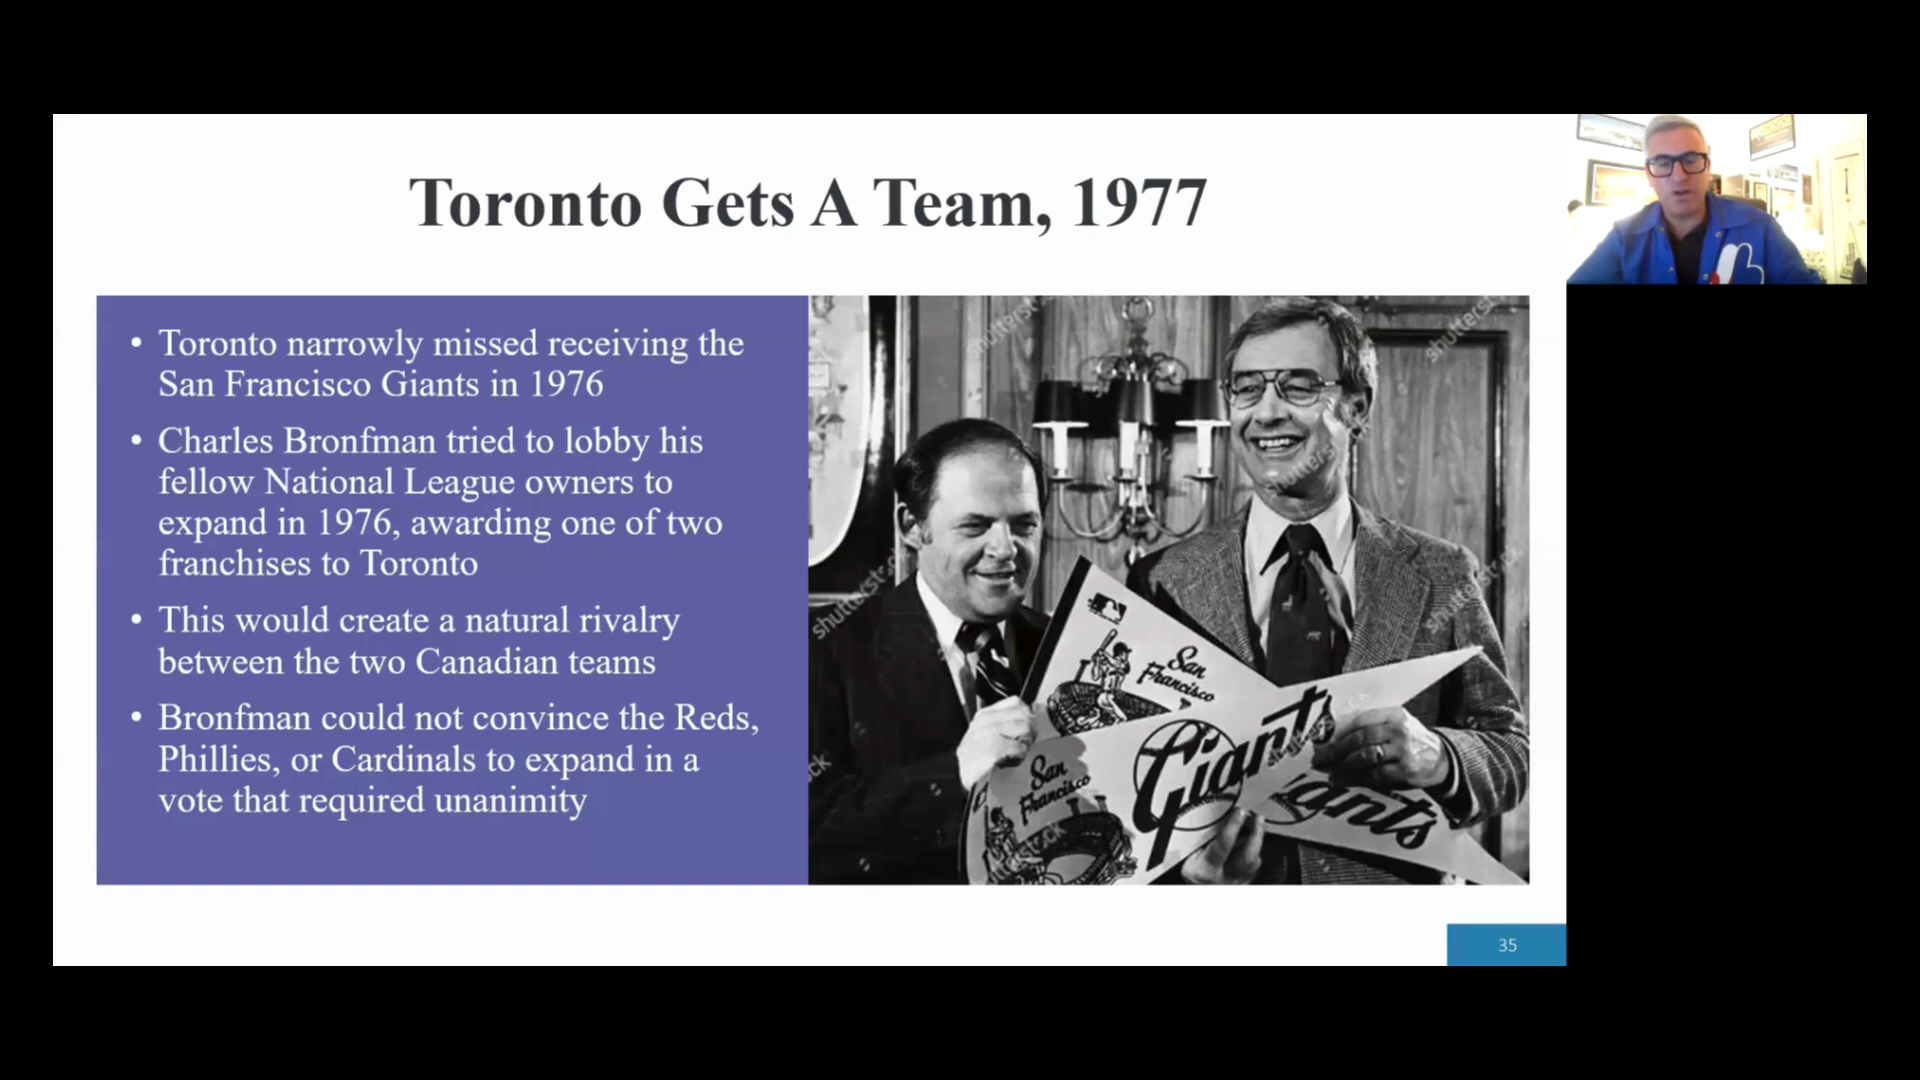 Toronto Gets A Team, 1977
• Toronto narrowly missed receiving the
San Francisco Giants in 1976
• Charles Bronfman tried to lobby his
fellow National League owners to
expand in 1976, awarding one of two
franchises to Toronto
• This would create a natural rivalry
between the two Canadian teams
• Bronfman could not convince the Reds,
Phillies, or Cardinals to expand in a
vote that required unanimity
shutterstock
San
Francisco
Giants
San
Francisco
ants
35